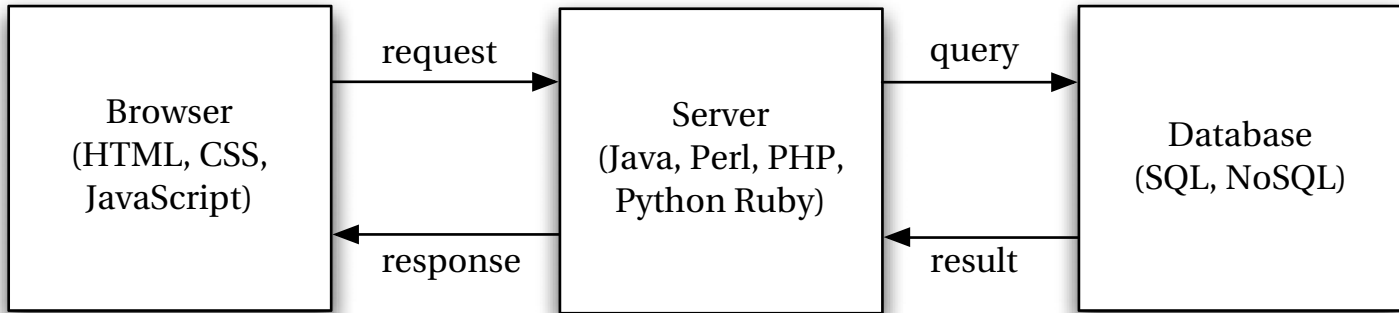 Browser
(HTML, CSS,
JavaScript)
request
response
Server
(Java, Perl, PHP,
Python Ruby)
query
result
Database
(SQL, NoSQL)